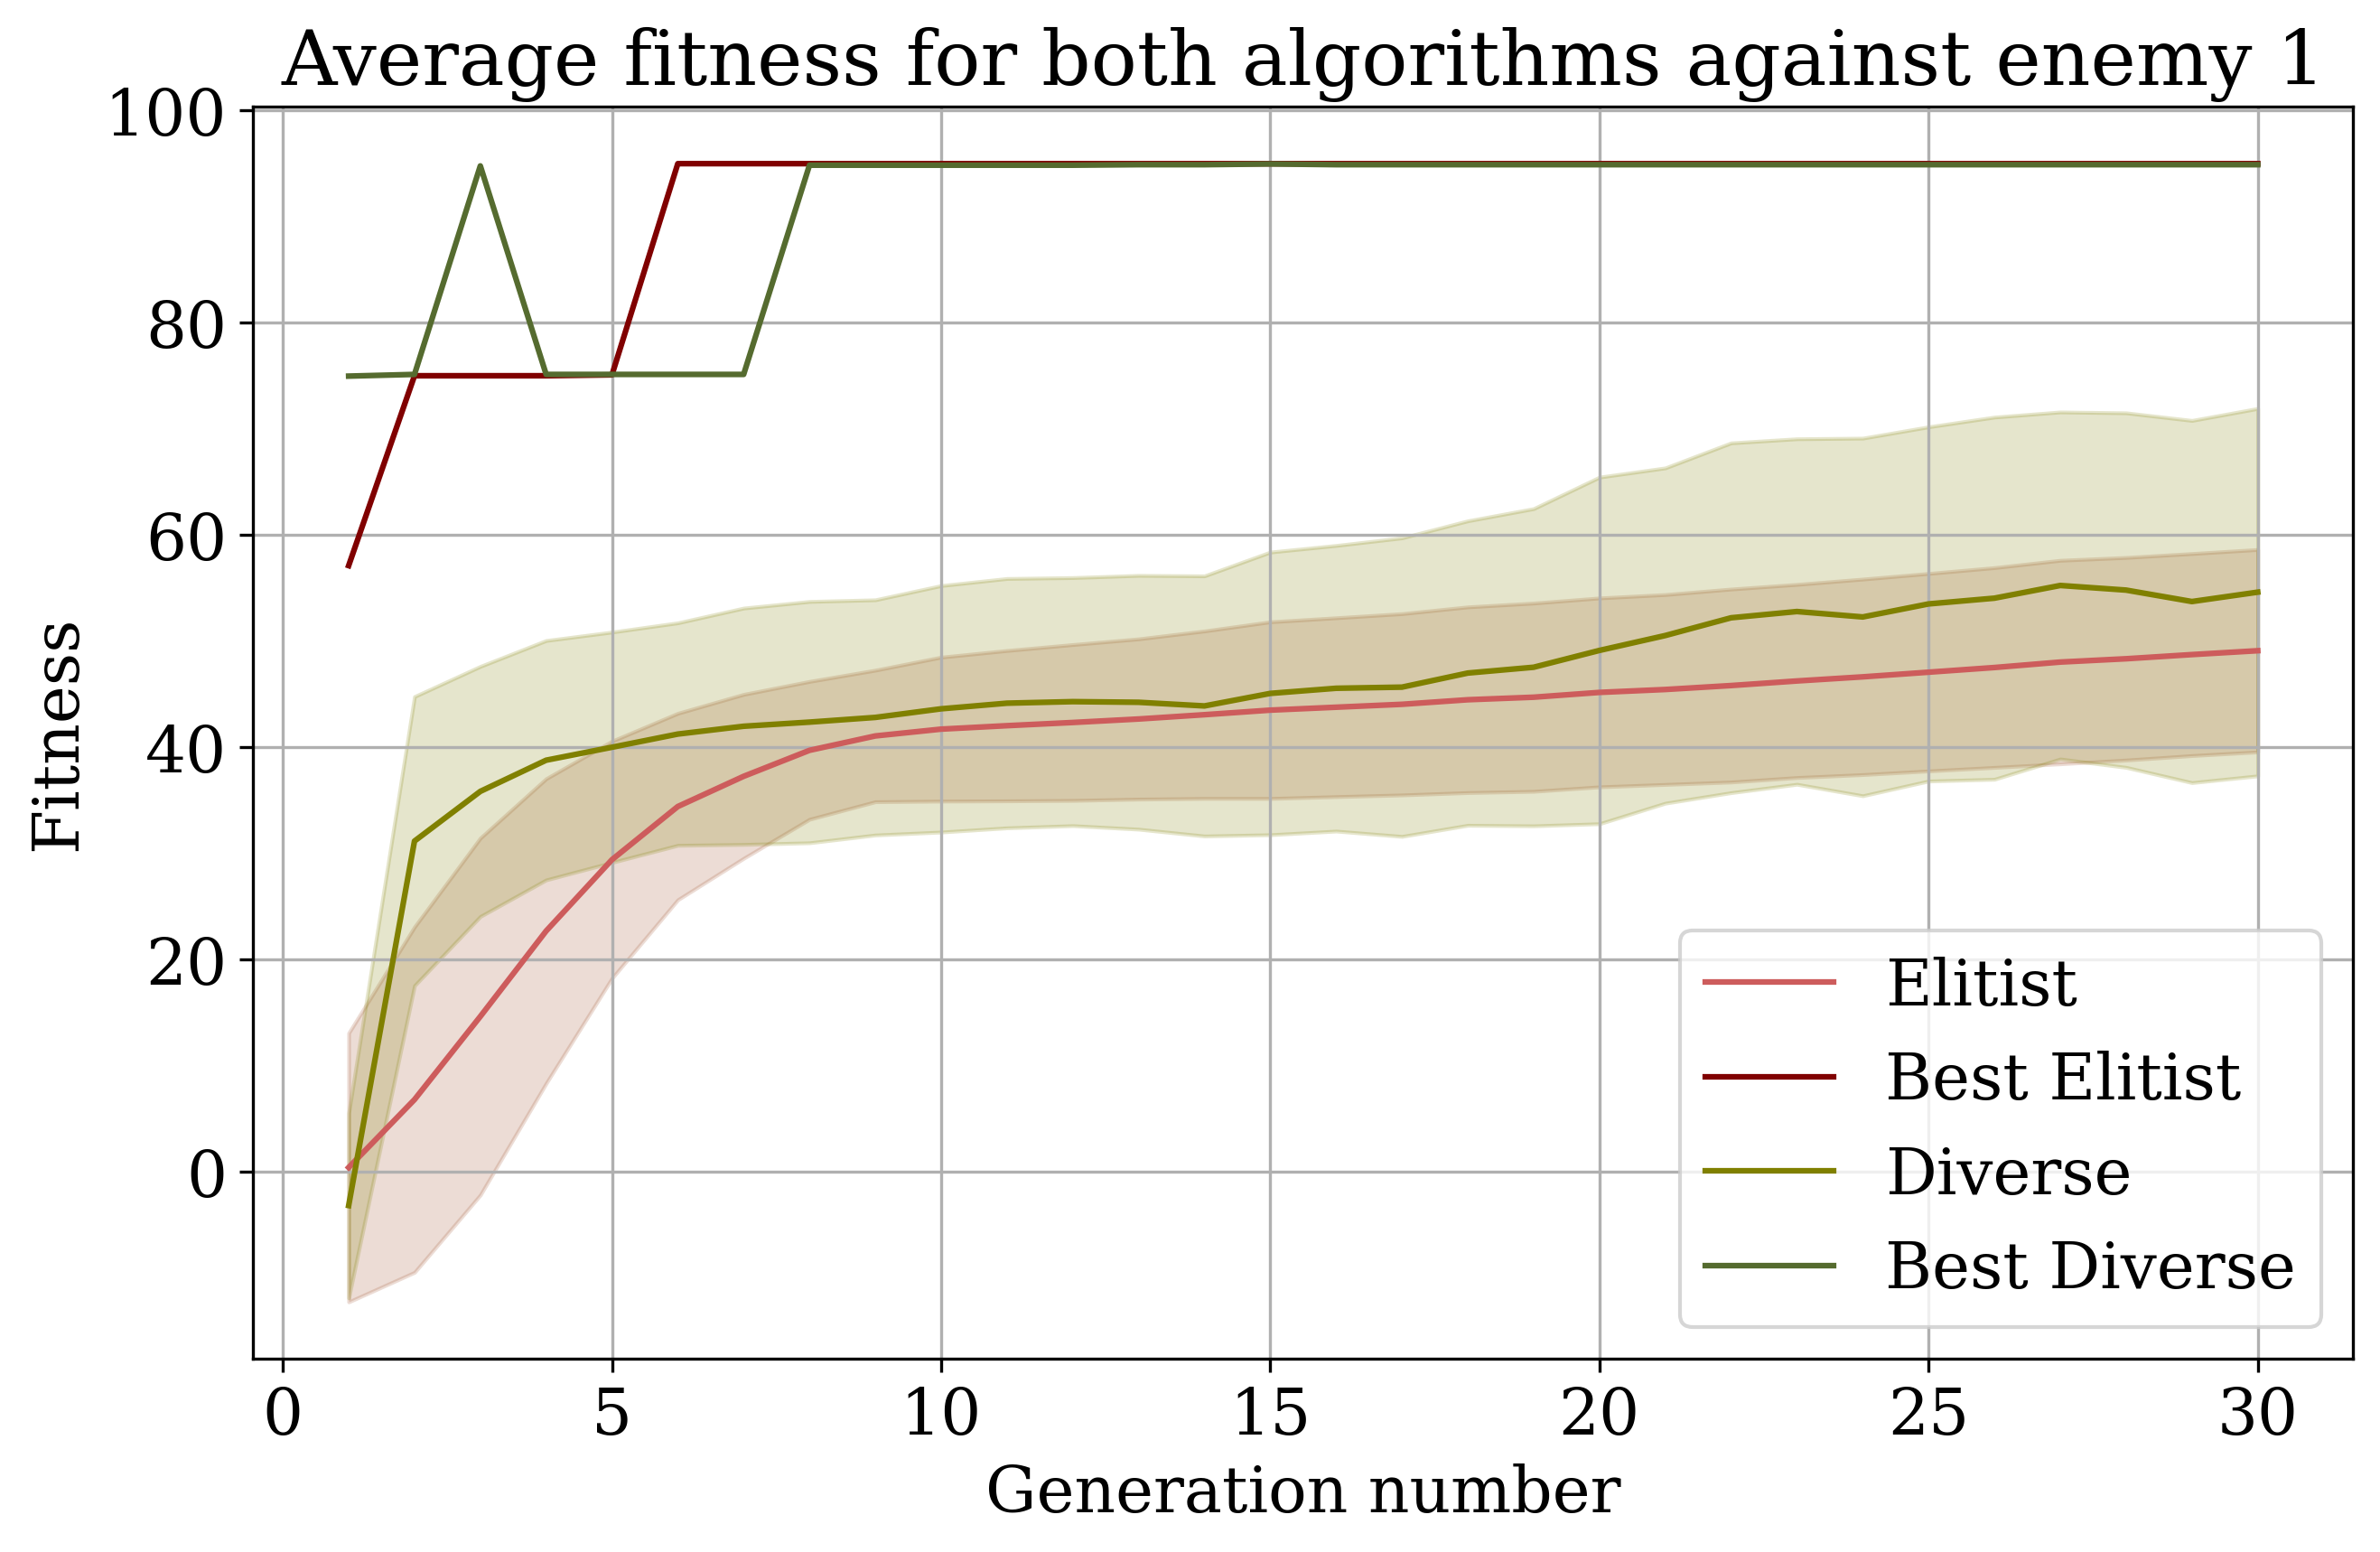 Average fitness for both algorithms against enemy 1
100
80
60
40
20
0
Fitness
Elitist
Best Elitist
Diverse
Best Diverse
0 5 10 15 20 25 30
Generation number